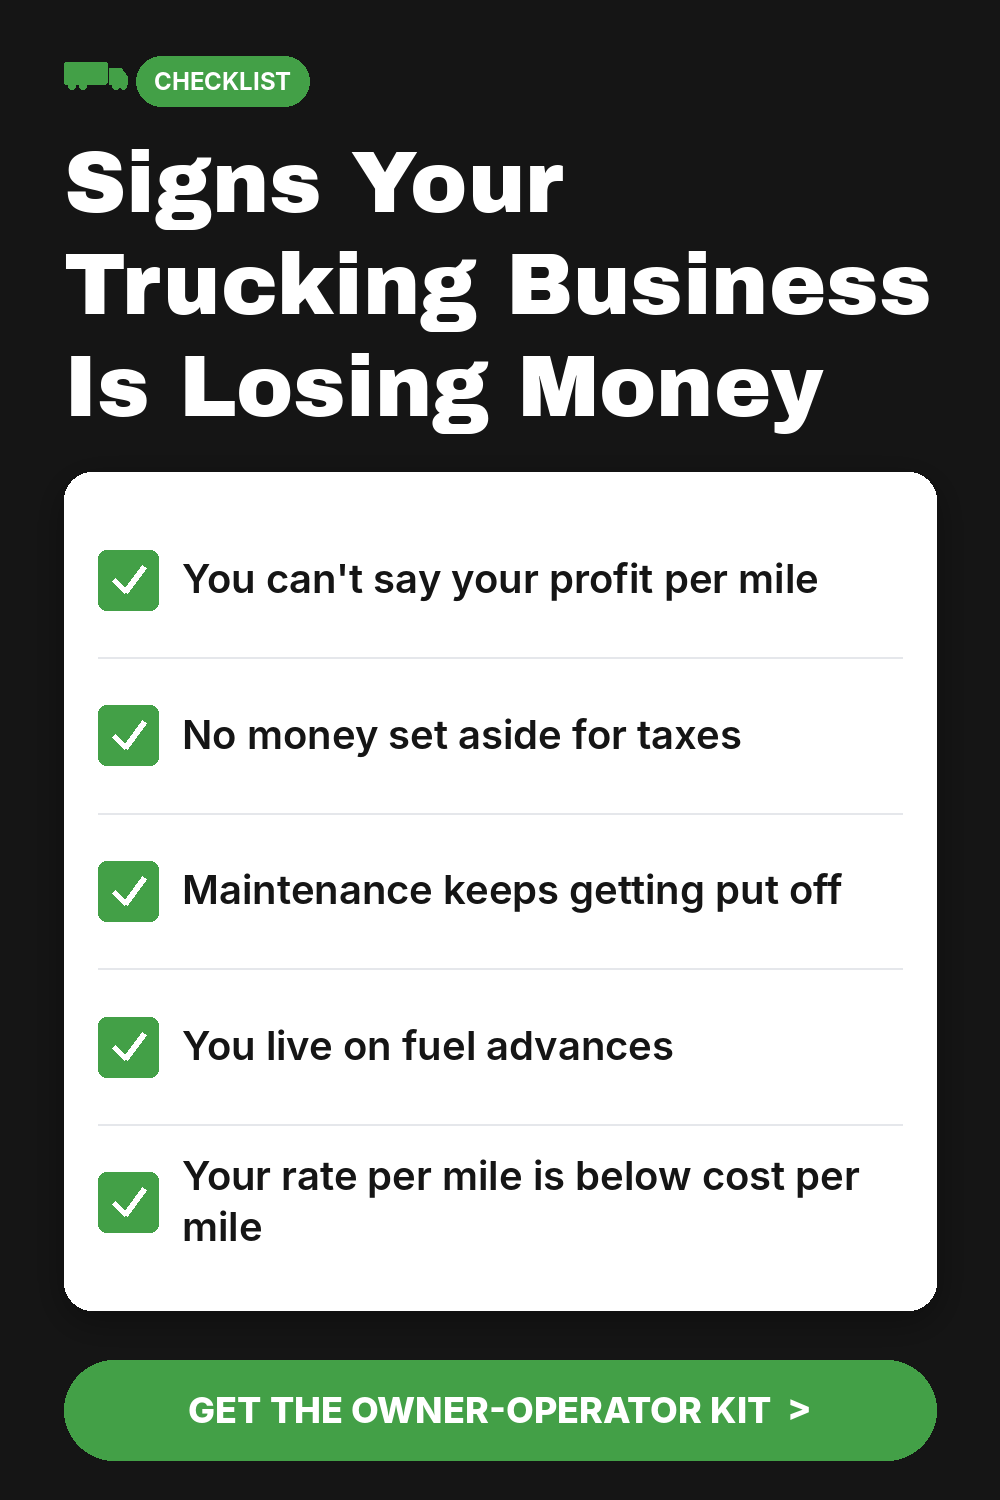 CHECKLIST
Signs Your
Trucking Business
Is Losing Money
You can't say your profit per mile
No money set aside for taxes
Maintenance keeps getting put off
You live on fuel advances
Your rate per mile is below cost per
mile
GET THE OWNER-OPERATOR KIT >